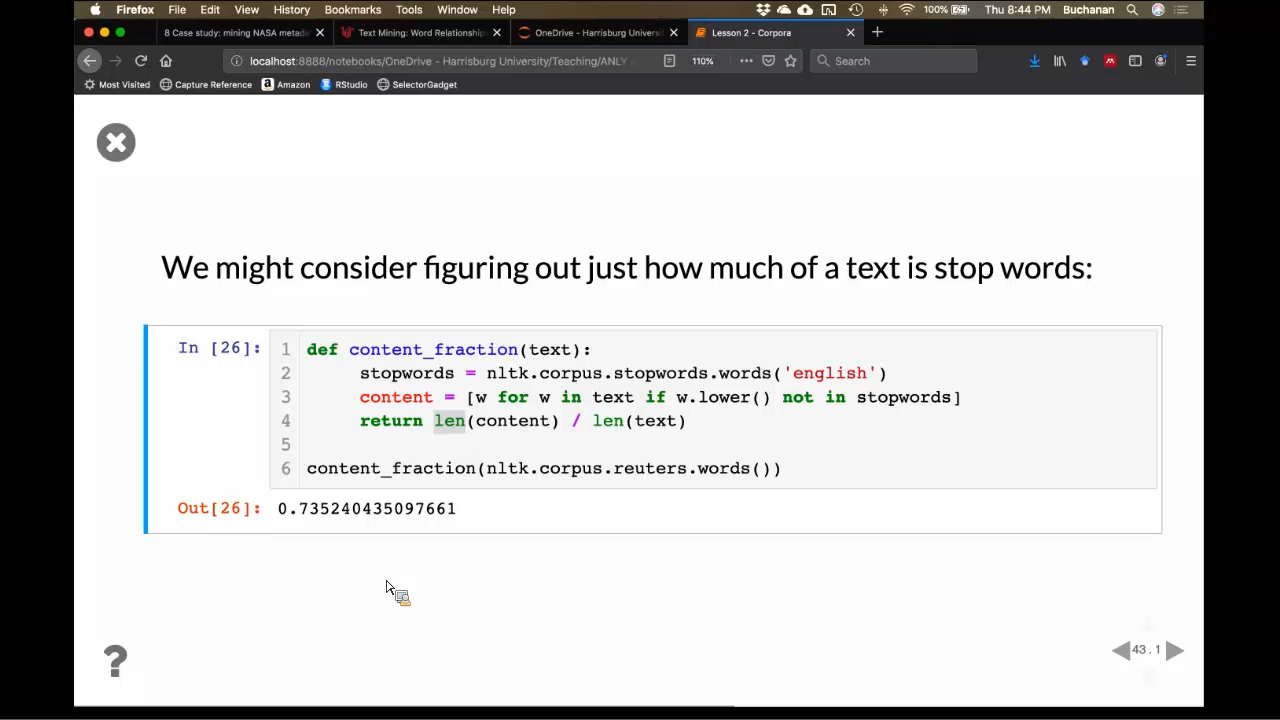 Firefox File Edit View History Bookmarks Tools Window Help 100% Thu 8:44 PM Buchanan
8 Case study: mining NASA metad Text Mining: Word Relationship OneDrive - Harrisburg Universi Lesson 2 - Corpora
localhost:8888/notebooks/OneDrive - Harrisburg University/Teaching/ANLY 110% Search
Most Visited Capture Reference Amazon RStudio SelectorGadget
We might consider figuring out just how much of a text is stop words:
In [26]:
1 def content_fraction(text):
2 stopwords = nltk.corpus.stopwords.words('english')
3 content = [w for w in text if w.lower() not in stopwords]
4 return len(content) / len(text)
5
6 content_fraction(nltk.corpus.reuters.words())
Out[26]: 0.735240435097661
?
43 . 1